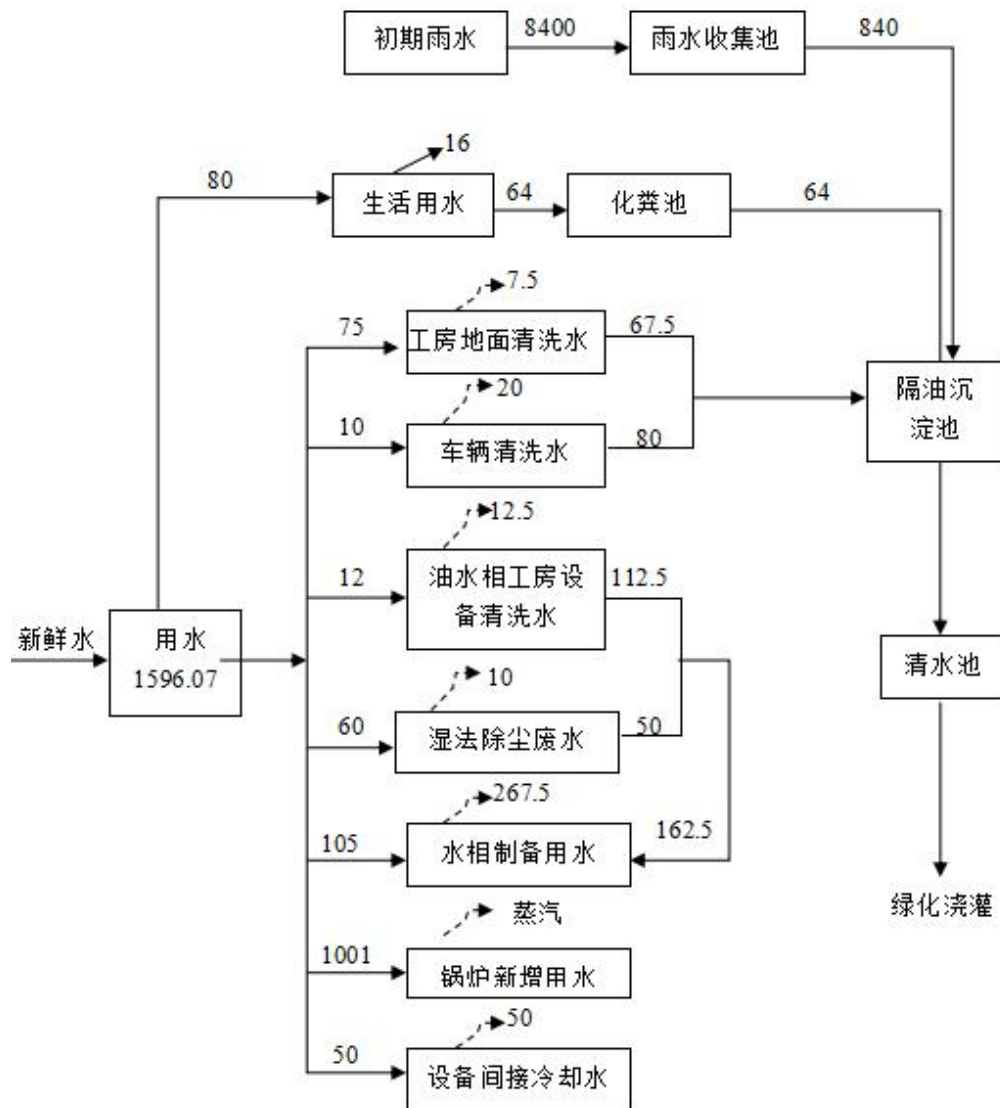 初期雨水
8400
雨水收集池
840
16
80
生活用水
64
化粪池
64
7.5
75
工房地面清洗水
67.5
20
10
车辆清洗水
80
隔油沉
淀池
12.5
12
油水相工房设
备清洗水
112.5
新鲜水
用水
1596.07
清水池
10
60
湿法除尘废水
50
267.5
105
水相制备用水
162.5
绿化浇灌
蒸汽
1001
锅炉新增用水
50
50
设备间接冷却水